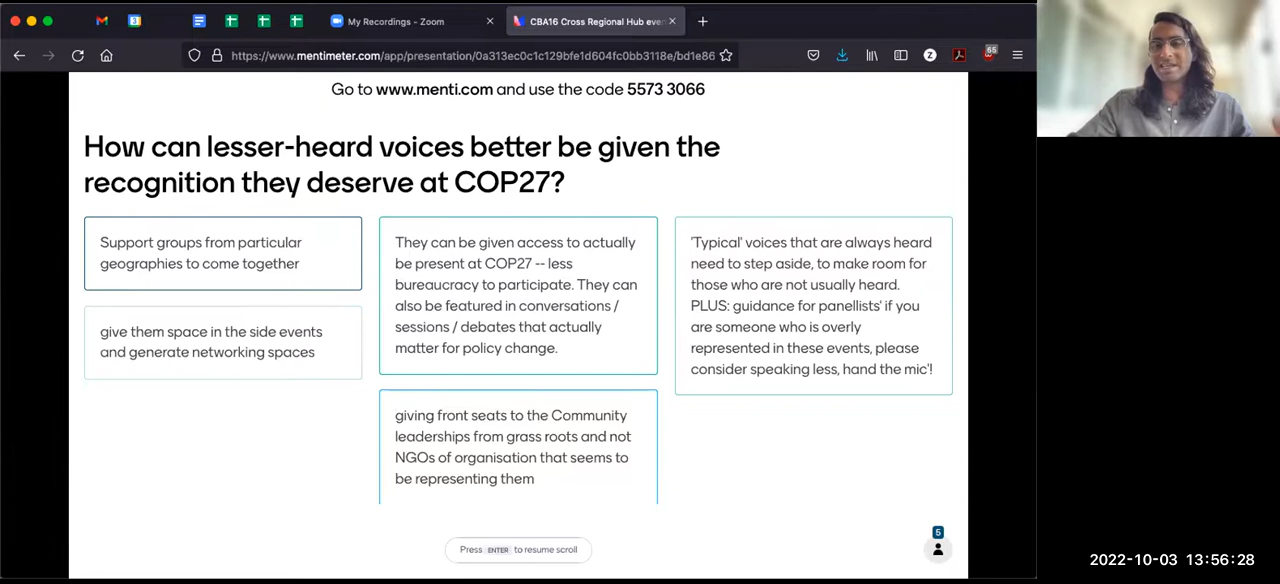 My Recordings - Zoom
CBA16 Cross Regional Hub even
https://www.mentimeter.com/app/presentation/0a313ec0c1c129bfe1d604fc0bb3118e/bd1e86
Z
65
Go to www.menti.com and use the code 5573 3066
How can lesser-heard voices better be given the
recognition they deserve at COP27?
Support groups from particular
geographies to come together
give them space in the side events
and generate networking spaces
They can be given access to actually
be present at COP27 -- less
bureaucracy to participate. They can
also be featured in conversations /
sessions / debates that actually
matter for policy change.
giving front seats to the Community
leaderships from grass roots and not
NGOs of organisation that seems to
be representing them
'Typical' voices that are always heard
need to step aside, to make room for
those who are not usually heard.
PLUS: guidance for panellists' if you
are someone who is overly
represented in these events, please
consider speaking less, hand the mic'!
Press ENTER to resume scroll
5
2022-10-03 13:56:28